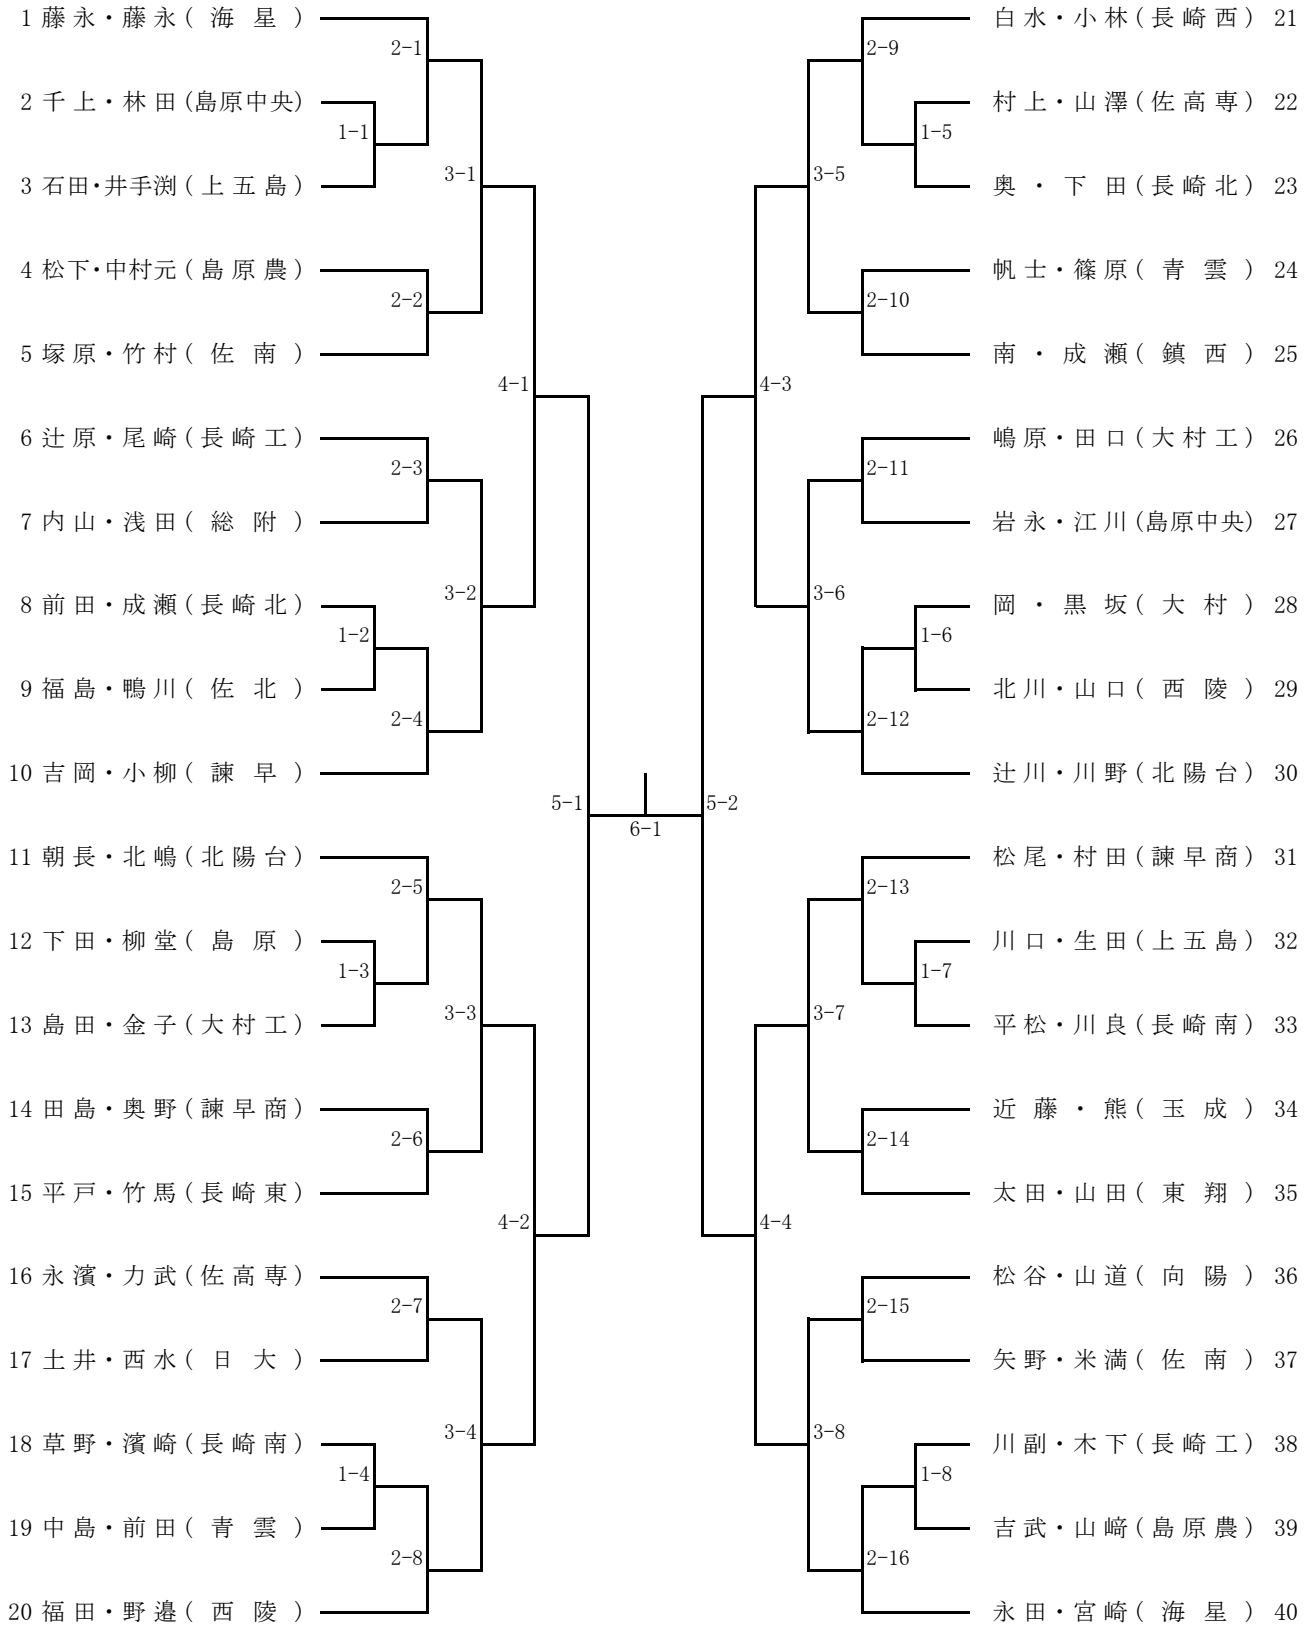 1 藤永・藤永(海星)
2 千上・林田(島原中央)
3 石田・井手渕(上五島)
4 松下・中村元(島原農)
5 塚原・竹村(佐南)
6 辻原・尾崎(長崎工)
7 内山・浅田(総附)
8 前田・成瀬(長崎北)
9 福島・鴨川(佐北)
10 吉岡・小柳(諫早)
11 朝長・北嶋(北陽台)
12 下田・柳堂(島原)
13 島田・金子(大村工)
14 田島・奥野(諫早商)
15 平戸・竹馬(長崎東)
16 永濱・力武(佐高専)
17 土井・西水(日大)
18 草野・濱崎(長崎南)
19 中島・前田(青雲)
20 福田・野邉(西陵)
1-1
1-2
1-3
1-4
2-1
2-2
2-3
2-4
2-5
2-6
2-7
2-8
3-1
3-2
3-3
3-4
4-1
4-2
5-1
6-1
5-2
4-3
4-4
3-5
3-6
3-7
3-8
2-9
2-10
2-11
2-12
2-13
2-14
2-15
2-16
1-5
1-6
1-7
1-8
白水・小林(長崎西) 21
村上・山澤(佐高専) 22
奥・下田(長崎北) 23
帆士・篠原(青雲) 24
南・成瀬(鎮西) 25
嶋原・田口(大村工) 26
岩永・江川(島原中央) 27
岡・黒坂(大村) 28
北川・山口(西陵) 29
辻川・川野(北陽台) 30
松尾・村田(諫早商) 31
川口・生田(上五島) 32
平松・川良(長崎南) 33
近藤・熊(玉成) 34
太田・山田(東翔) 35
松谷・山道(向陽) 36
矢野・米満(佐南) 37
川副・木下(長崎工) 38
吉武・山﨑(島原農) 39
永田・宮崎(海星) 40